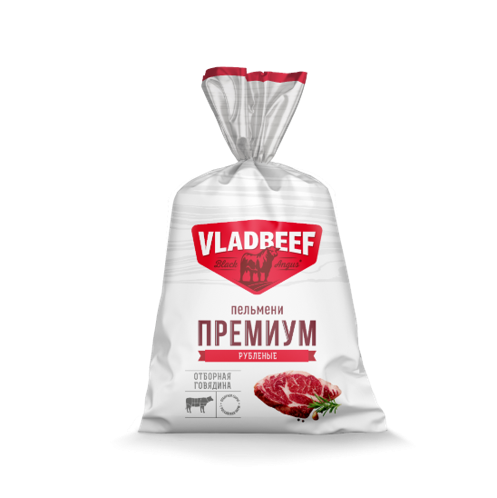 VLADBEEF
Black Angus
пельмени
ПРЕМИУМ
РУБЛЕНЫЕ
ОТБОРНАЯ
ГОВЯДИНА